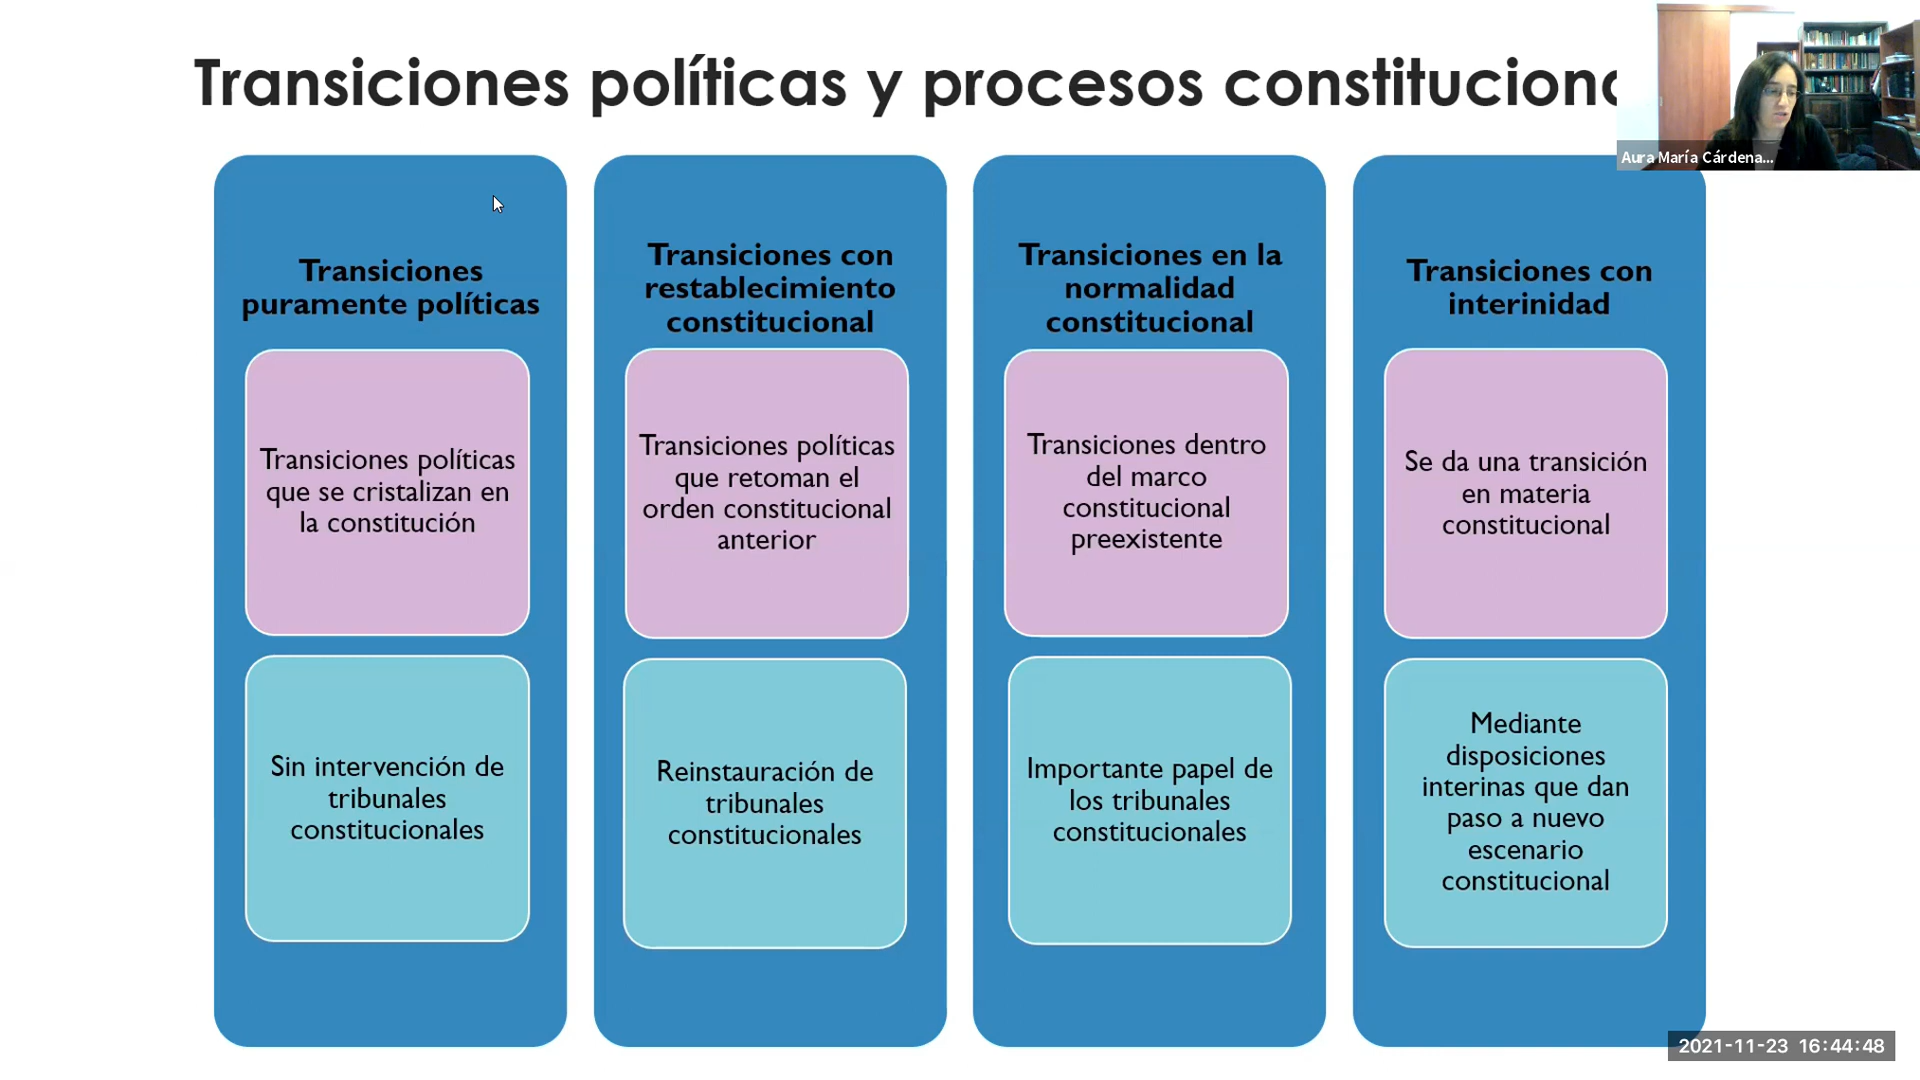 Transiciones políticas y procesos constitucion
Aura María Cárdena...
Transiciones
puramente políticas
Transiciones políticas
que se cristalizan en
la constitución
Sin intervención de
tribunales
constitucionales
Transiciones con
restablecimiento
constitucional
Transiciones políticas
que retoman el
orden constitucional
anterior
Reinstauración de
tribunales
constitucionales
Transiciones en la
normalidad
constitucional
Transiciones dentro
del marco
constitucional
preexistente
Importante papel de
los tribunales
constitucionales
Transiciones con
interinidad
Se da una transición
en materia
constitucional
Mediante
disposiciones
interinas que dan
paso a nuevo
escenario
constitucional
2021-11-23 16:44:48